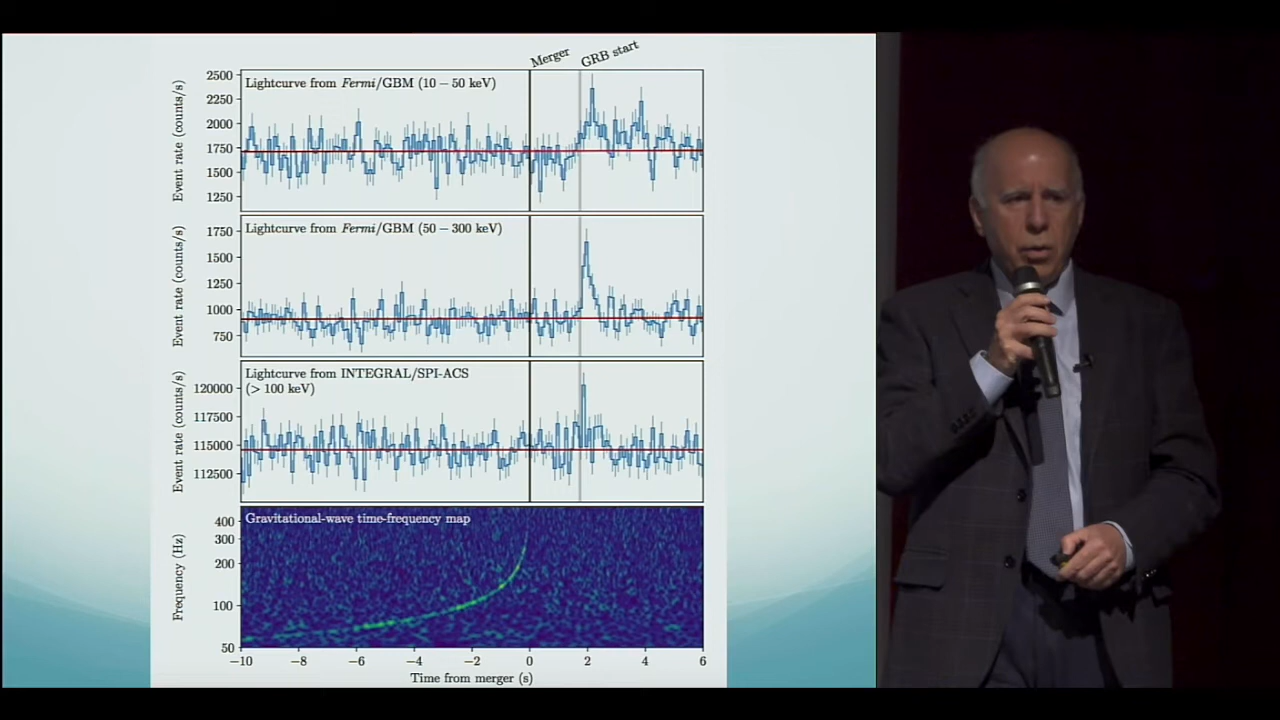 Merger
GRB start
Lightcurve from Fermi/GBM (10 − 50 keV)
Event rate (counts/s)
2500
2250
2000
1750
1500
1250
Lightcurve from Fermi/GBM (50 − 300 keV)
Event rate (counts/s)
1750
1500
1250
1000
750
Lightcurve from INTEGRAL/SPI-ACS
(> 100 keV)
Event rate (counts/s)
120000
117500
115000
112500
Gravitational-wave time-frequency map
Frequency (Hz)
400
300
200
100
50
−10 −8 −6 −4 −2 0 2 4 6
Time from merger (s)